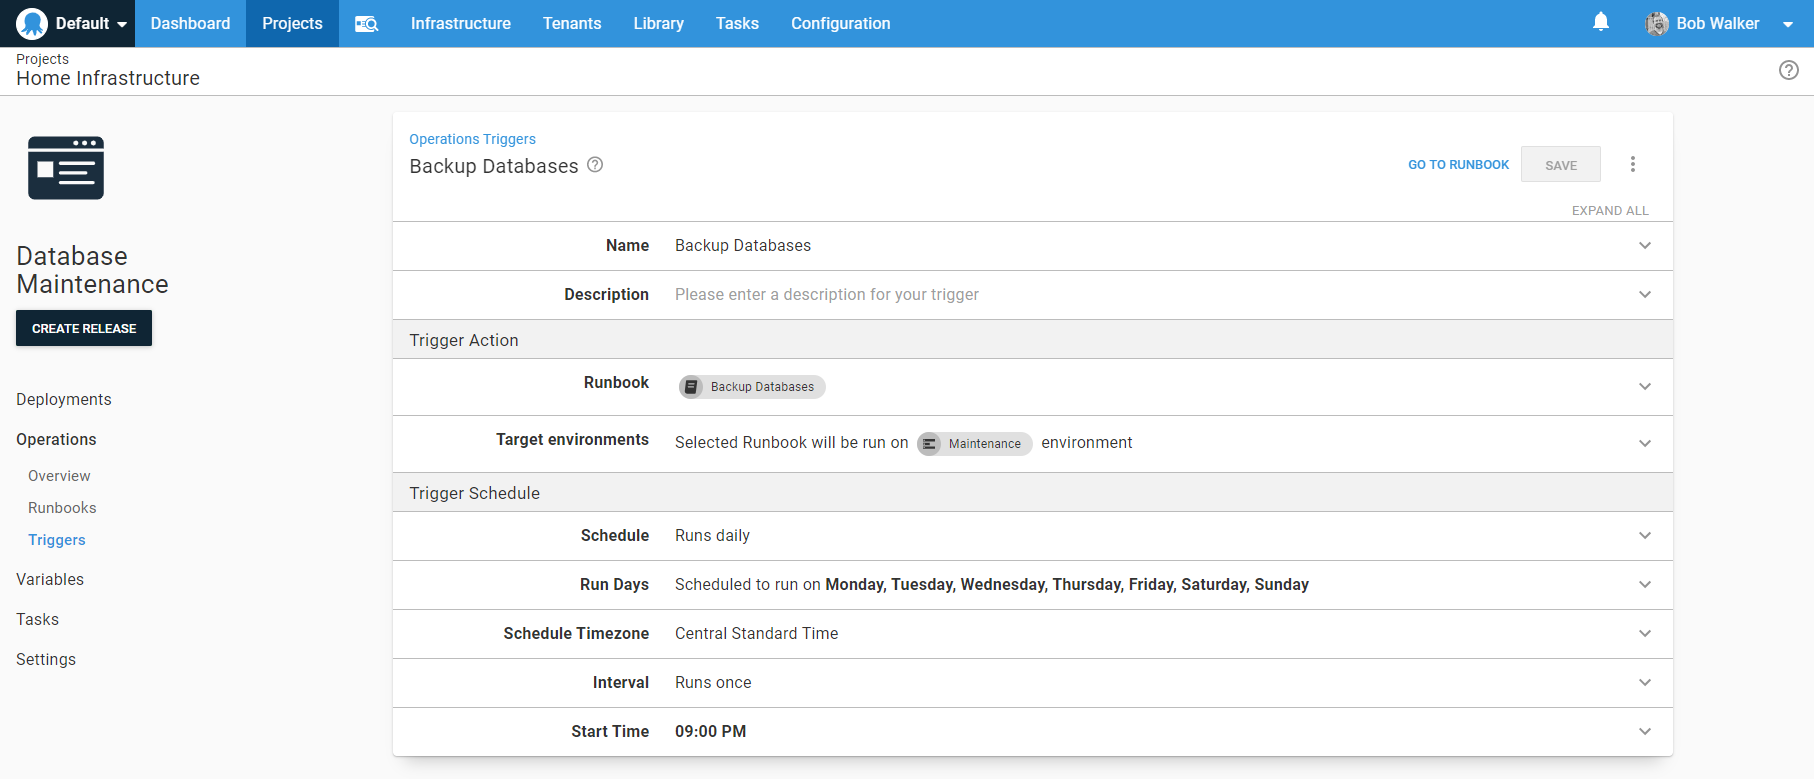 Default Dashboard Projects Infrastructure Tenants Library Tasks Configuration Bob Walker
Projects
Home Infrastructure
Database
Maintenance
CREATE RELEASE
Deployments
Operations
Overview
Runbooks
Triggers
Variables
Tasks
Settings
Operations Triggers
Backup Databases
GO TO RUNBOOK SAVE
EXPAND ALL
Name Backup Databases
Description Please enter a description for your trigger
Trigger Action
Runbook Backup Databases
Target environments Selected Runbook will be run on Maintenance environment
Trigger Schedule
Schedule Runs daily
Run Days Scheduled to run on Monday, Tuesday, Wednesday, Thursday, Friday, Saturday, Sunday
Schedule Timezone Central Standard Time
Interval Runs once
Start Time 09:00 PM